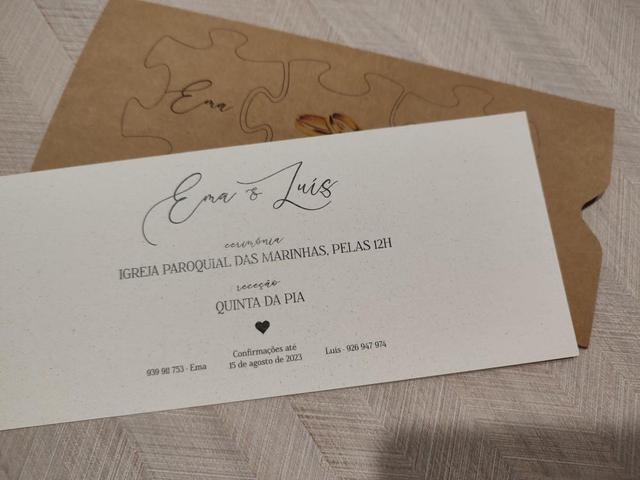 Ema
Ema & Luís
cerimónia
IGREJA PAROQUIAL DAS MARINHAS, PELAS 12H
receção
QUINTA DA PIA
Confirmações até
939 911 753 · Ema
15 de agosto de 2023
Luís · 926 947 974